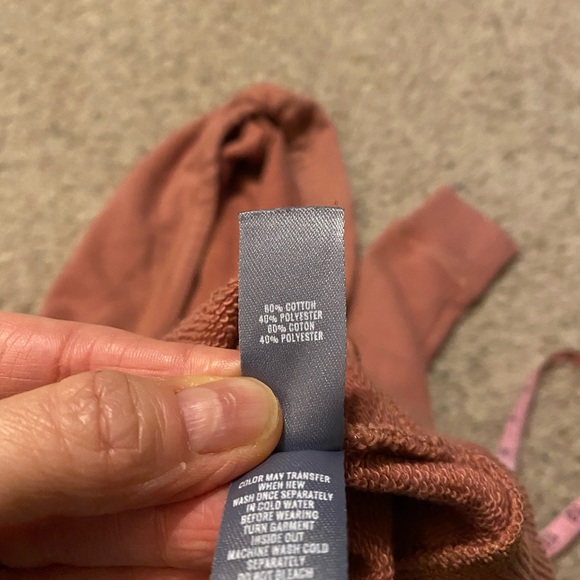 60% COTTON
40% POLYESTER
60% COTON
40% POLYESTER
COLOR MAY TRANSFER
WHEN NEW
WASH ONCE SEPARATELY
IN COLD WATER
BEFORE WEARING
TURN GARMENT
INSIDE OUT
MACHINE WASH COLD
SEPARATELY
DO NOT BLEACH